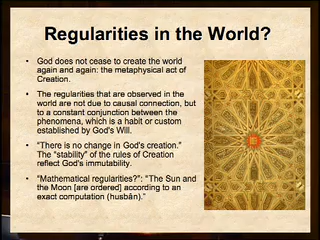 Regularities in the World?
• God does not cease to create the world
again and again: the metaphysical act of
Creation.
• The regularities that are observed in the
world are not due to causal connection, but
to a constant conjunction between the
phenomena, which is a habit or custom
established by God's Will.
• "There is no change in God's creation."
The "stability" of the rules of Creation
reflect God's immutability.
• "Mathematical regularities?": "The Sun and
the Moon [are ordered] according to an
exact computation (husbân)."